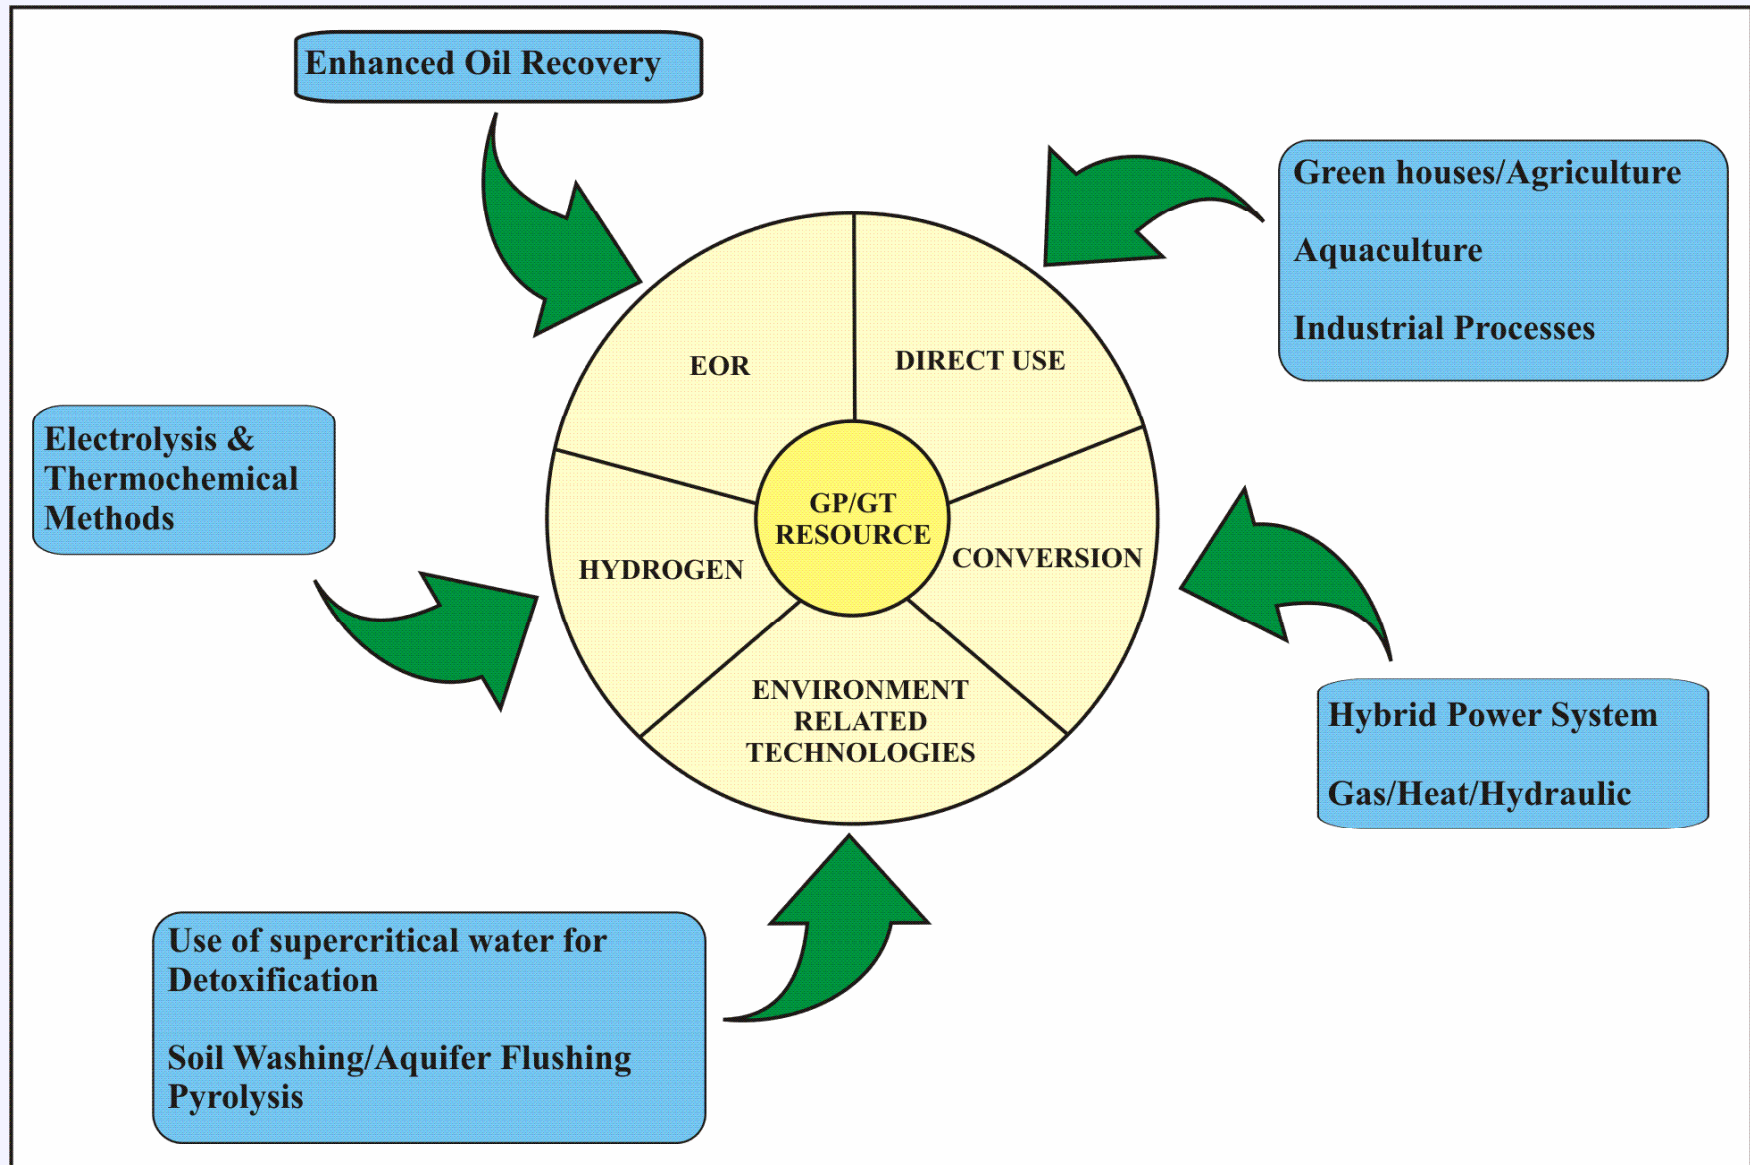 Enhanced Oil Recovery
Green houses/Agriculture
Aquaculture
Industrial Processes
EOR
DIRECT USE
Electrolysis &
Thermochemical
Methods
GP/GT
RESOURCE
HYDROGEN
CONVERSION
ENVIRONMENT
RELATED
TECHNOLOGIES
Hybrid Power System
Gas/Heat/Hydraulic
Use of supercritical water for
Detoxification
Soil Washing/Aquifer Flushing
Pyrolysis